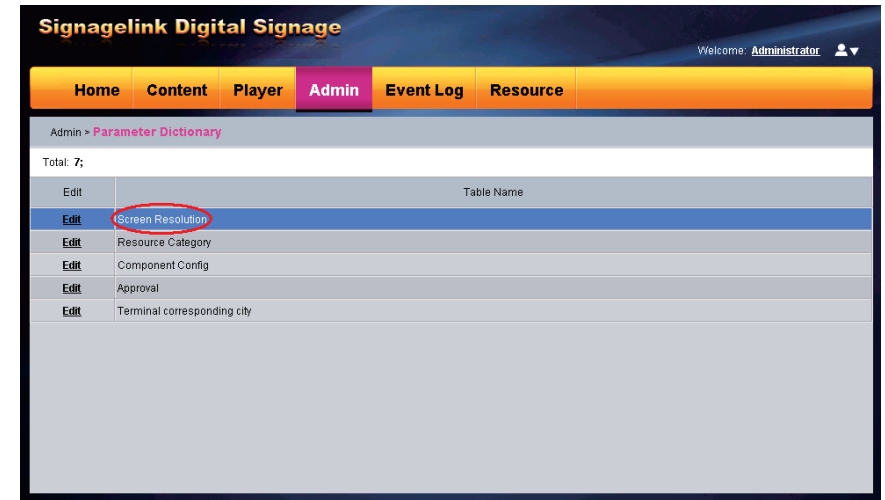 Signagelink Digital Signage
Welcome: Administrator
Home Content Player Admin Event Log Resource
Admin > Parameter Dictionary
Total: 7;
Edit Table Name
Edit Screen Resolution
Edit Resource Category
Edit Component Config
Edit Approval
Edit Terminal corresponding city